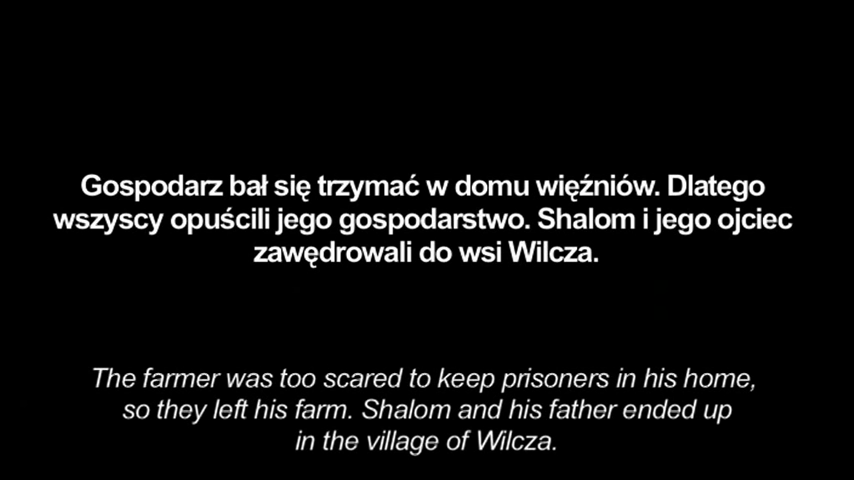 Gospodarz bał się trzymać w domu więźniów. Dlatego
wszyscy opuścili jego gospodarstwo. Shalom i jego ojciec
zawędrowali do wsi Wilcza.
The farmer was too scared to keep prisoners in his home,
so they left his farm. Shalom and his father ended up
in the village of Wilcza.